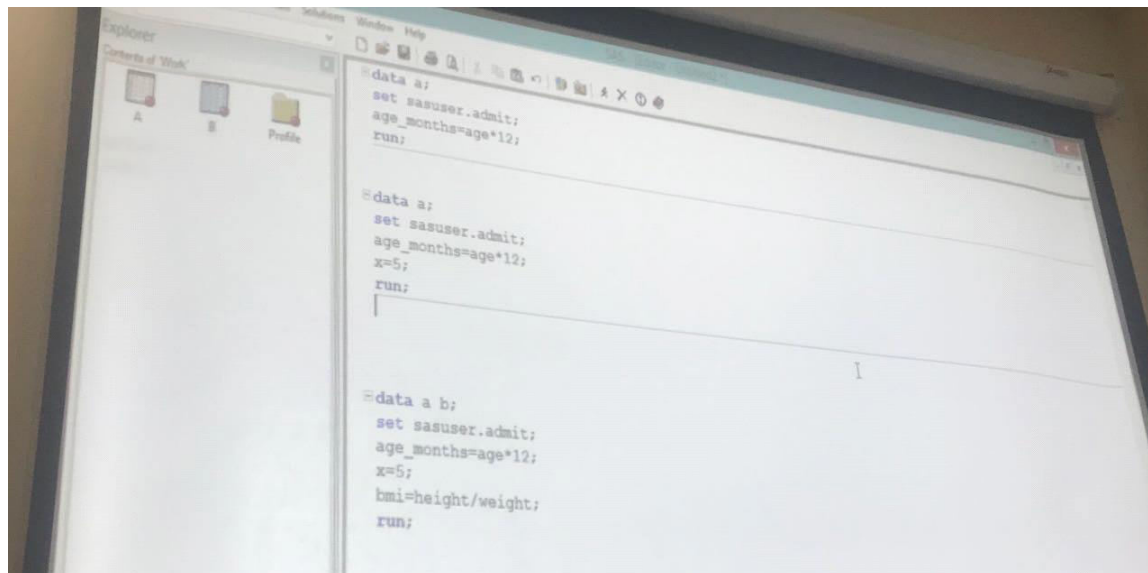 Solutions Window Help
Explorer
Contents of 'Work'
A
B
Profile
data a;
set sasuser.admit;
age_months=age*12;
run;
data a;
set sasuser.admit;
age_months=age*12;
x=5;
run;
data a b;
set sasuser.admit;
age_months=age*12;
x=5;
bmi=height/weight;
run;